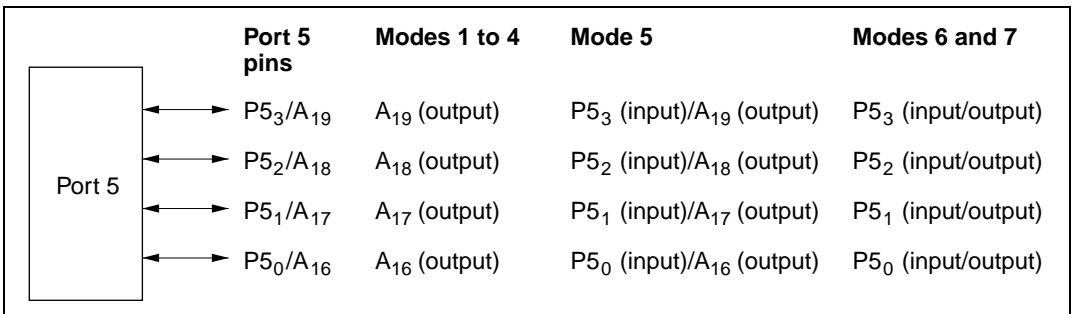 Port 5 pins Modes 1 to 4 Mode 5 Modes 6 and 7
P5₃/A₁₉ A₁₉ (output) P5₃ (input)/A₁₉ (output) P5₃ (input/output)
P5₂/A₁₈ A₁₈ (output) P5₂ (input)/A₁₈ (output) P5₂ (input/output)
Port 5
P5₁/A₁₇ A₁₇ (output) P5₁ (input)/A₁₇ (output) P5₁ (input/output)
P5₀/A₁₆ A₁₆ (output) P5₀ (input)/A₁₆ (output) P5₀ (input/output)